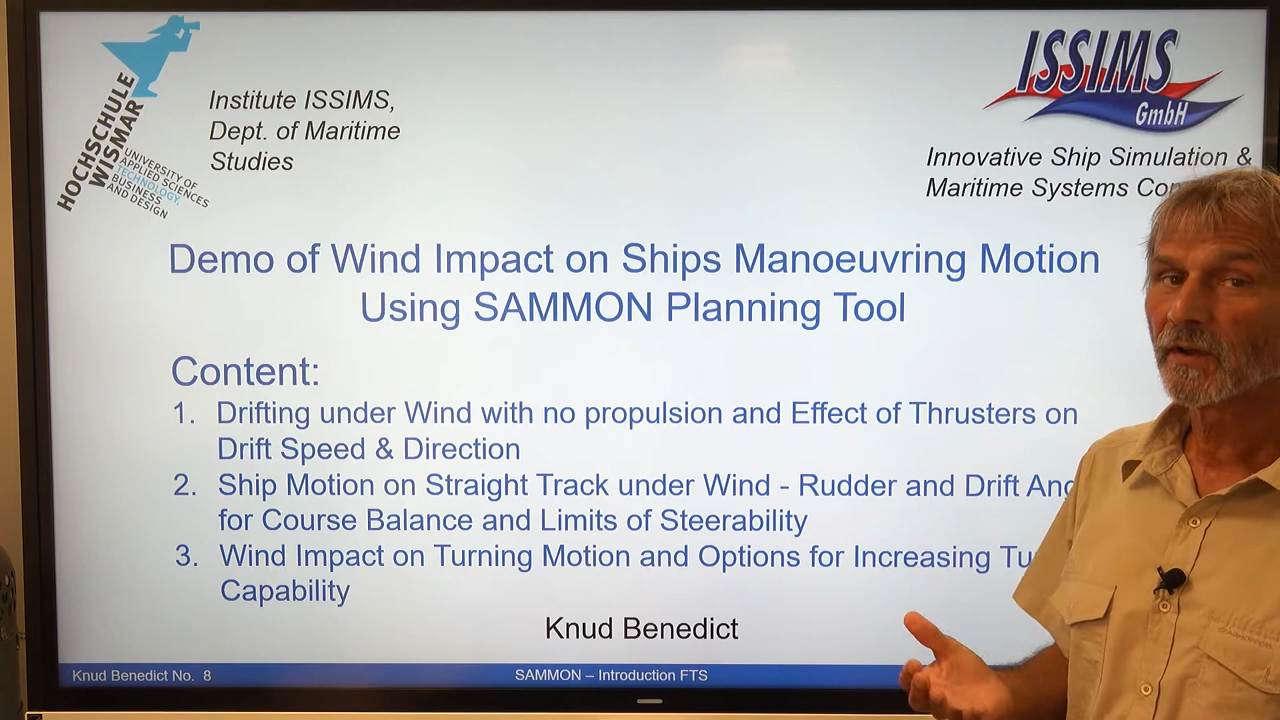 HOCHSCHULE
WISMAR
UNIVERSITY OF
APPLIED SCIENCES
TECHNOLOGY,
BUSINESS
AND DESIGN
Institute ISSIMS,
Dept. of Maritime
Studies
ISSIMS
GmbH
Innovative Ship Simulation &
Maritime Systems
Demo of Wind Impact on Ships Manoeuvring Motion
Using SAMMON Planning Tool
Content:
1. Drifting under Wind with no propulsion and Effect of Thrusters on
Drift Speed & Direction
2. Ship Motion on Straight Track under Wind - Rudder and Drift
for Course Balance and Limits of Steerability
3. Wind Impact on Turning Motion and Options for Increasing
Capability
Knud Benedict
Knud Benedict No. 8
SAMMON – Introduction FTS